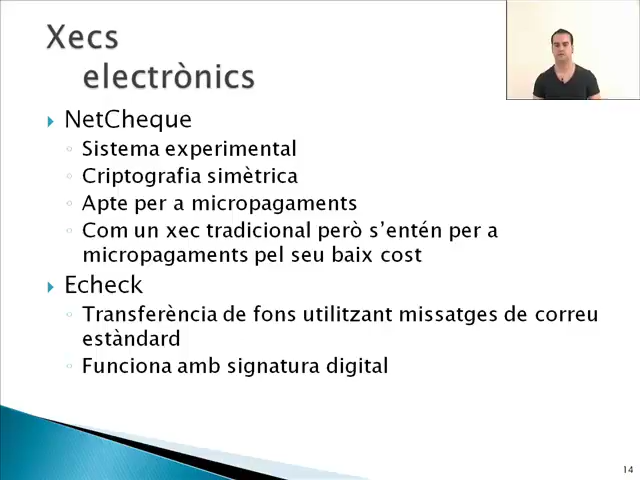 Xecs
electrònics
NetCheque
Sistema experimental
Criptografia simètrica
Apte per a micropagaments
Com un xec tradicional però s’entén per a
micropagaments pel seu baix cost
Echeck
Transferència de fons utilitzant missatges de correu
estàndard
Funciona amb signatura digital
14